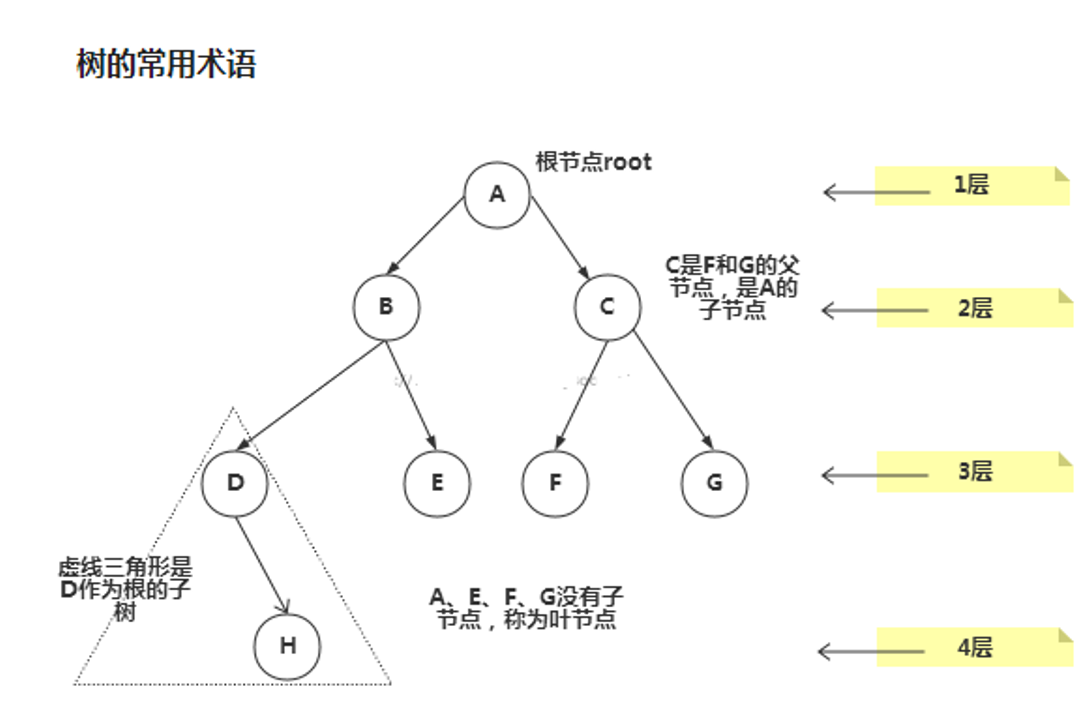 树的常用术语
根节点root
A
1层
C是F和G的父
节点，是A的
子节点
B
C
2层
D
E
F
G
3层
虚线三角形是
D作为根的子
树
A、E、F、G没有子
节点，称为叶节点
H
4层